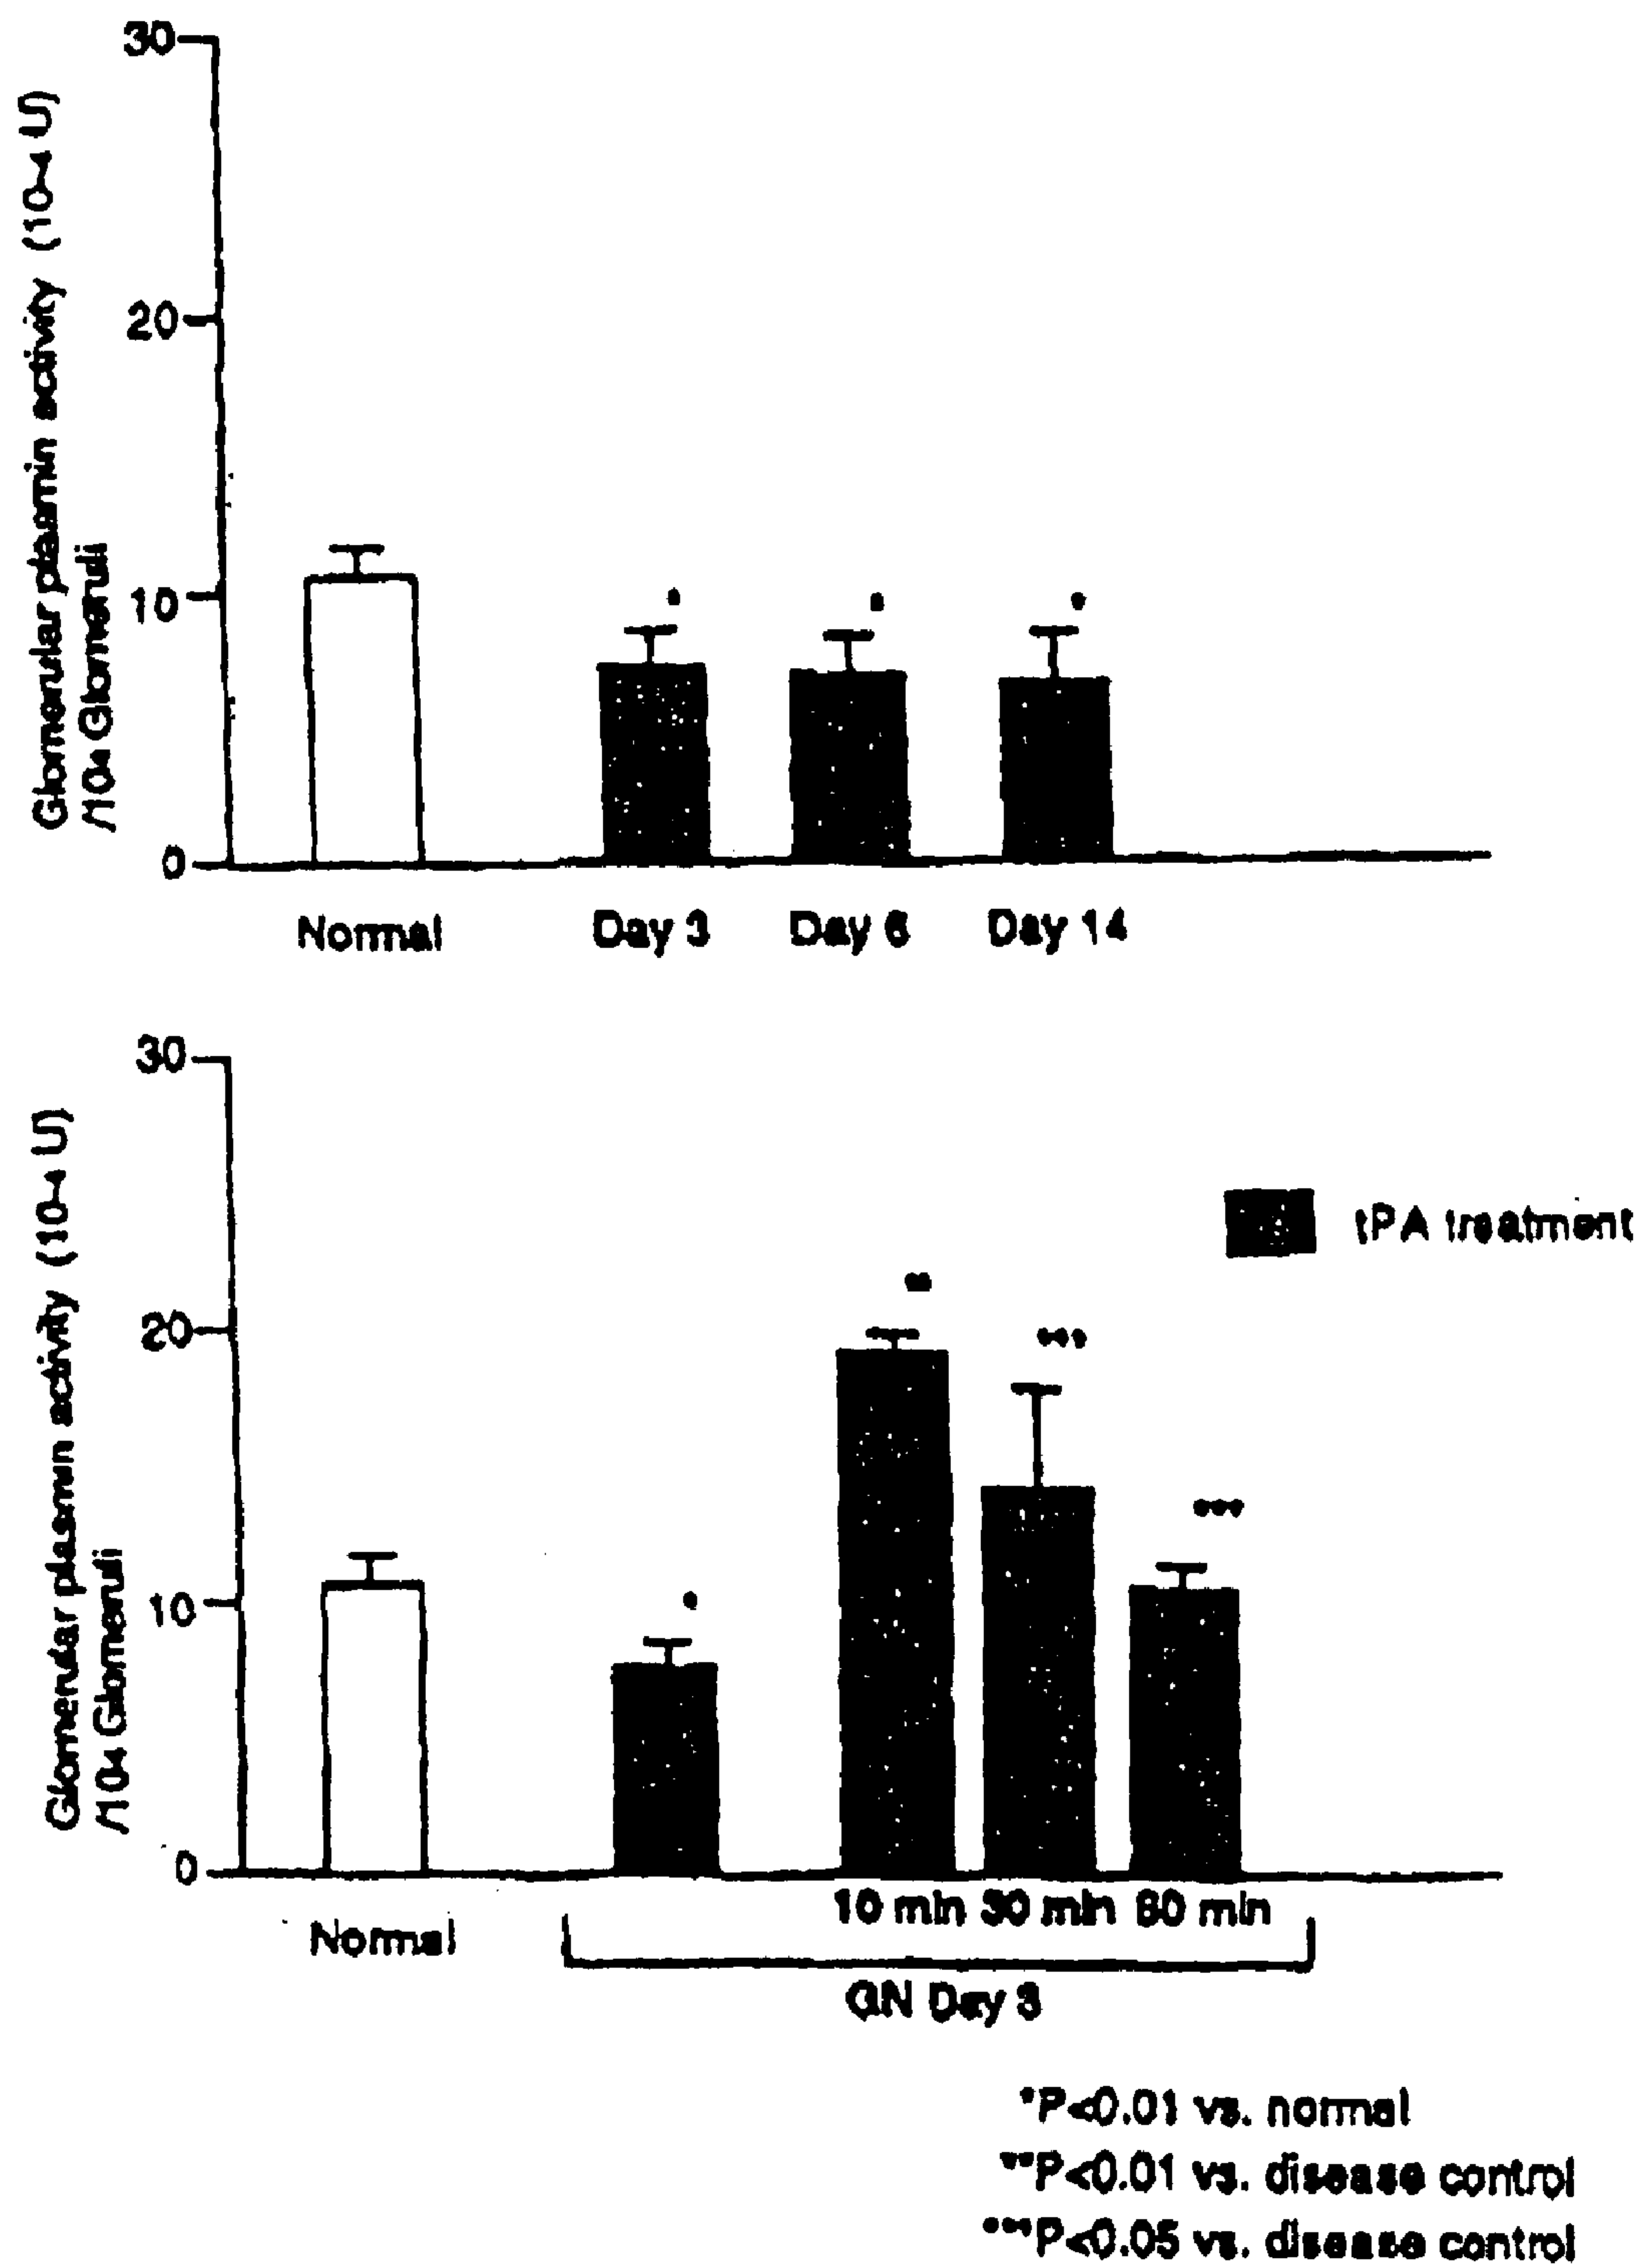 30
20
10
0
Glomerular plasmin activity (10-4 U)
/104 Glomeruli
Normal Day 3 Day 6 Day 14
30
20
10
0
Glomerular plasmin activity (10-4 U)
/104 Glomeruli
tPA treatment
10 min 30 min 60 min
Normal
GN Day 3
*P<0.01 vs. normal
**P<0.01 vs. disease control
***P<0.05 vs. disease control